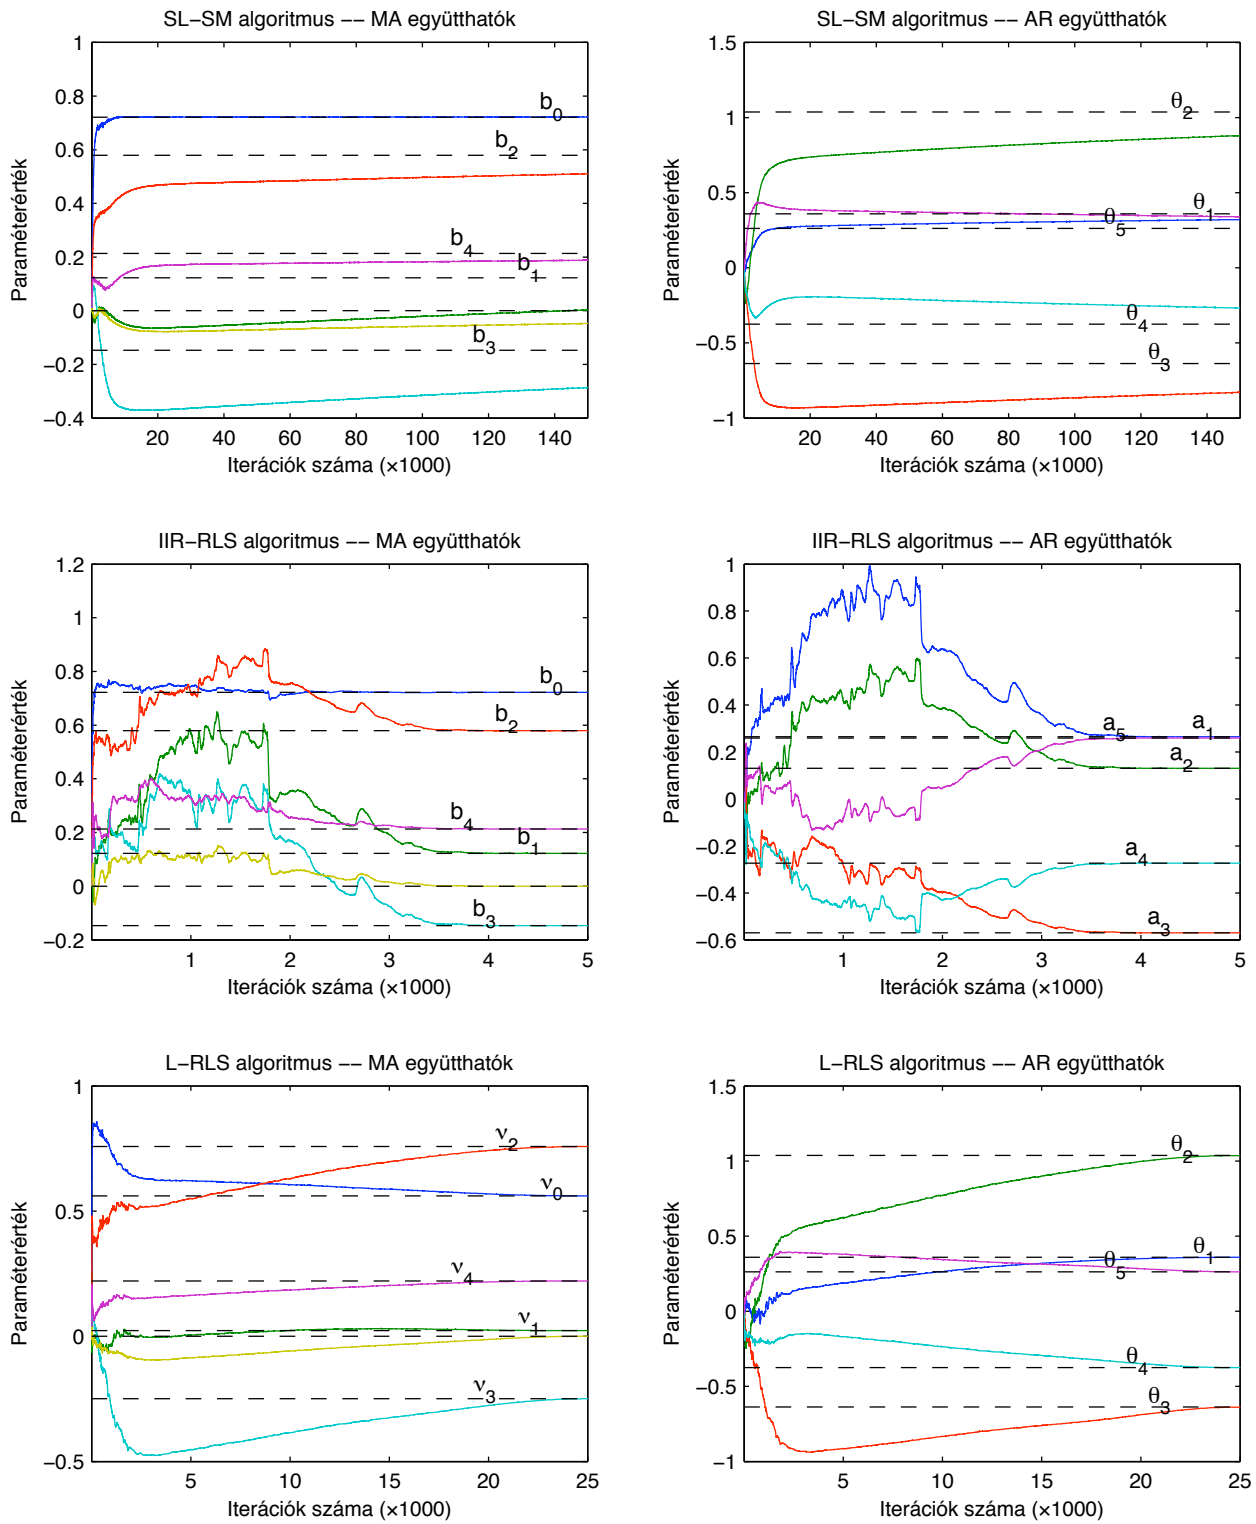 SL−SM algoritmus −− MA együtthatók
Paraméterérték
1
0.8
0.6
0.4
0.2
0
−0.2
−0.4
b0
b2
b4
b1
b3
20 40 60 80 100 120 140
Iterációk száma (×1000)
SL−SM algoritmus −− AR együtthatók
Paraméterérték
1.5
1
0.5
0
−0.5
−1
θ2
θ1
θ5
θ4
θ3
20 40 60 80 100 120 140
Iterációk száma (×1000)
IIR−RLS algoritmus −− MA együtthatók
Paraméterérték
1.2
1
0.8
0.6
0.4
0.2
0
−0.2
b0
b2
b4
b1
b3
1 2 3 4 5
Iterációk száma (×1000)
IIR−RLS algoritmus −− AR együtthatók
Paraméterérték
1
0.8
0.6
0.4
0.2
0
−0.2
−0.4
−0.6
a5 a1
a2
a4
a3
1 2 3 4 5
Iterációk száma (×1000)
L−RLS algoritmus −− MA együtthatók
Paraméterérték
1
0.5
0
−0.5
ν2
ν0
ν4
ν1
ν3
5 10 15 20 25
Iterációk száma (×1000)
L−RLS algoritmus −− AR együtthatók
Paraméterérték
1.5
1
0.5
0
−0.5
−1
θ2
θ1
θ5
θ4
θ3
5 10 15 20 25
Iterációk száma (×1000)